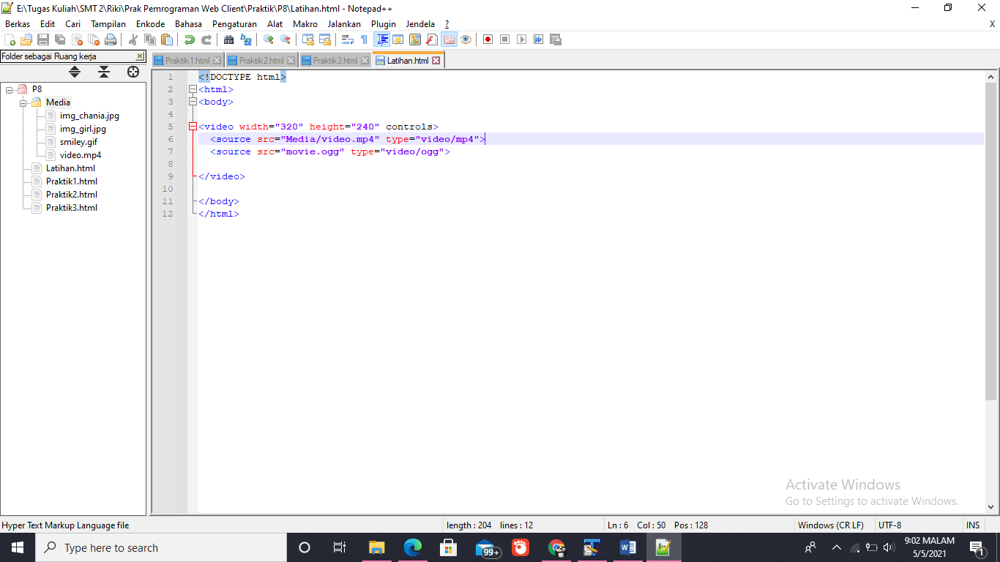 E:\Tugas Kuliah\SMT 2\Riki\Prak Pemrograman Web Client\Praktik\P8\Latihan.html - Notepad++
Berkas Edit Cari Tampilan Enkode Bahasa Pengaturan Alat Makro Jalankan Plugin Jendela ? X
Folder sebagai Ruang kerja
Praktik1.html Praktik2.html Praktik3.html Latihan.html
P8
Media
img_chania.jpg
img_girl.jpg
smiley.gif
video.mp4
Latihan.html
Praktik1.html
Praktik2.html
Praktik3.html
1 <!DOCTYPE html>
2 <html>
3 <body>
4
5 <video width="320" height="240" controls>
6 <source src="Media/video.mp4" type="video/mp4">
7 <source src="movie.ogg" type="video/ogg">
8
9 </video>
10
11 </body>
12 </html>
Activate Windows
Go to Settings to activate Windows.
Hyper Text Markup Language file length : 204 lines : 12 Ln : 6 Col : 50 Pos : 128 Windows (CR LF) UTF-8 INS
Type here to search 99+ 9:02 MALAM
5/5/2021 1